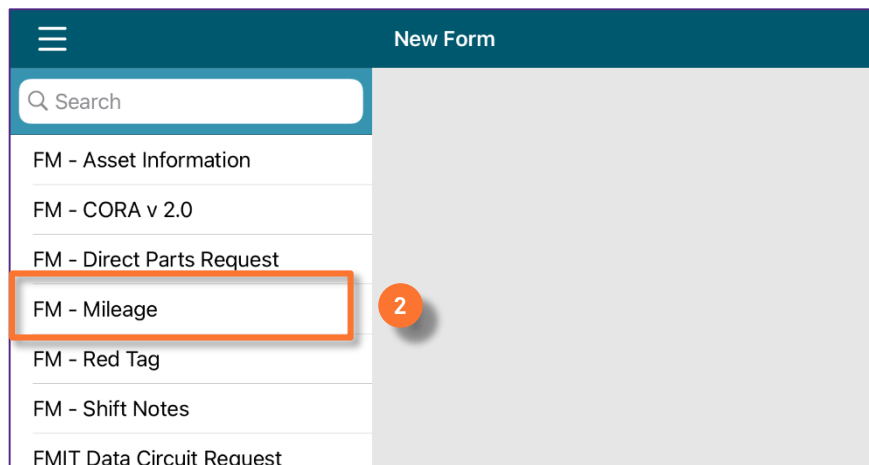 New Form
Search
FM - Asset Information
FM - CORA v 2.0
FM - Direct Parts Request
FM - Mileage
2
FM - Red Tag
FM - Shift Notes
FMIT Data Circuit Request